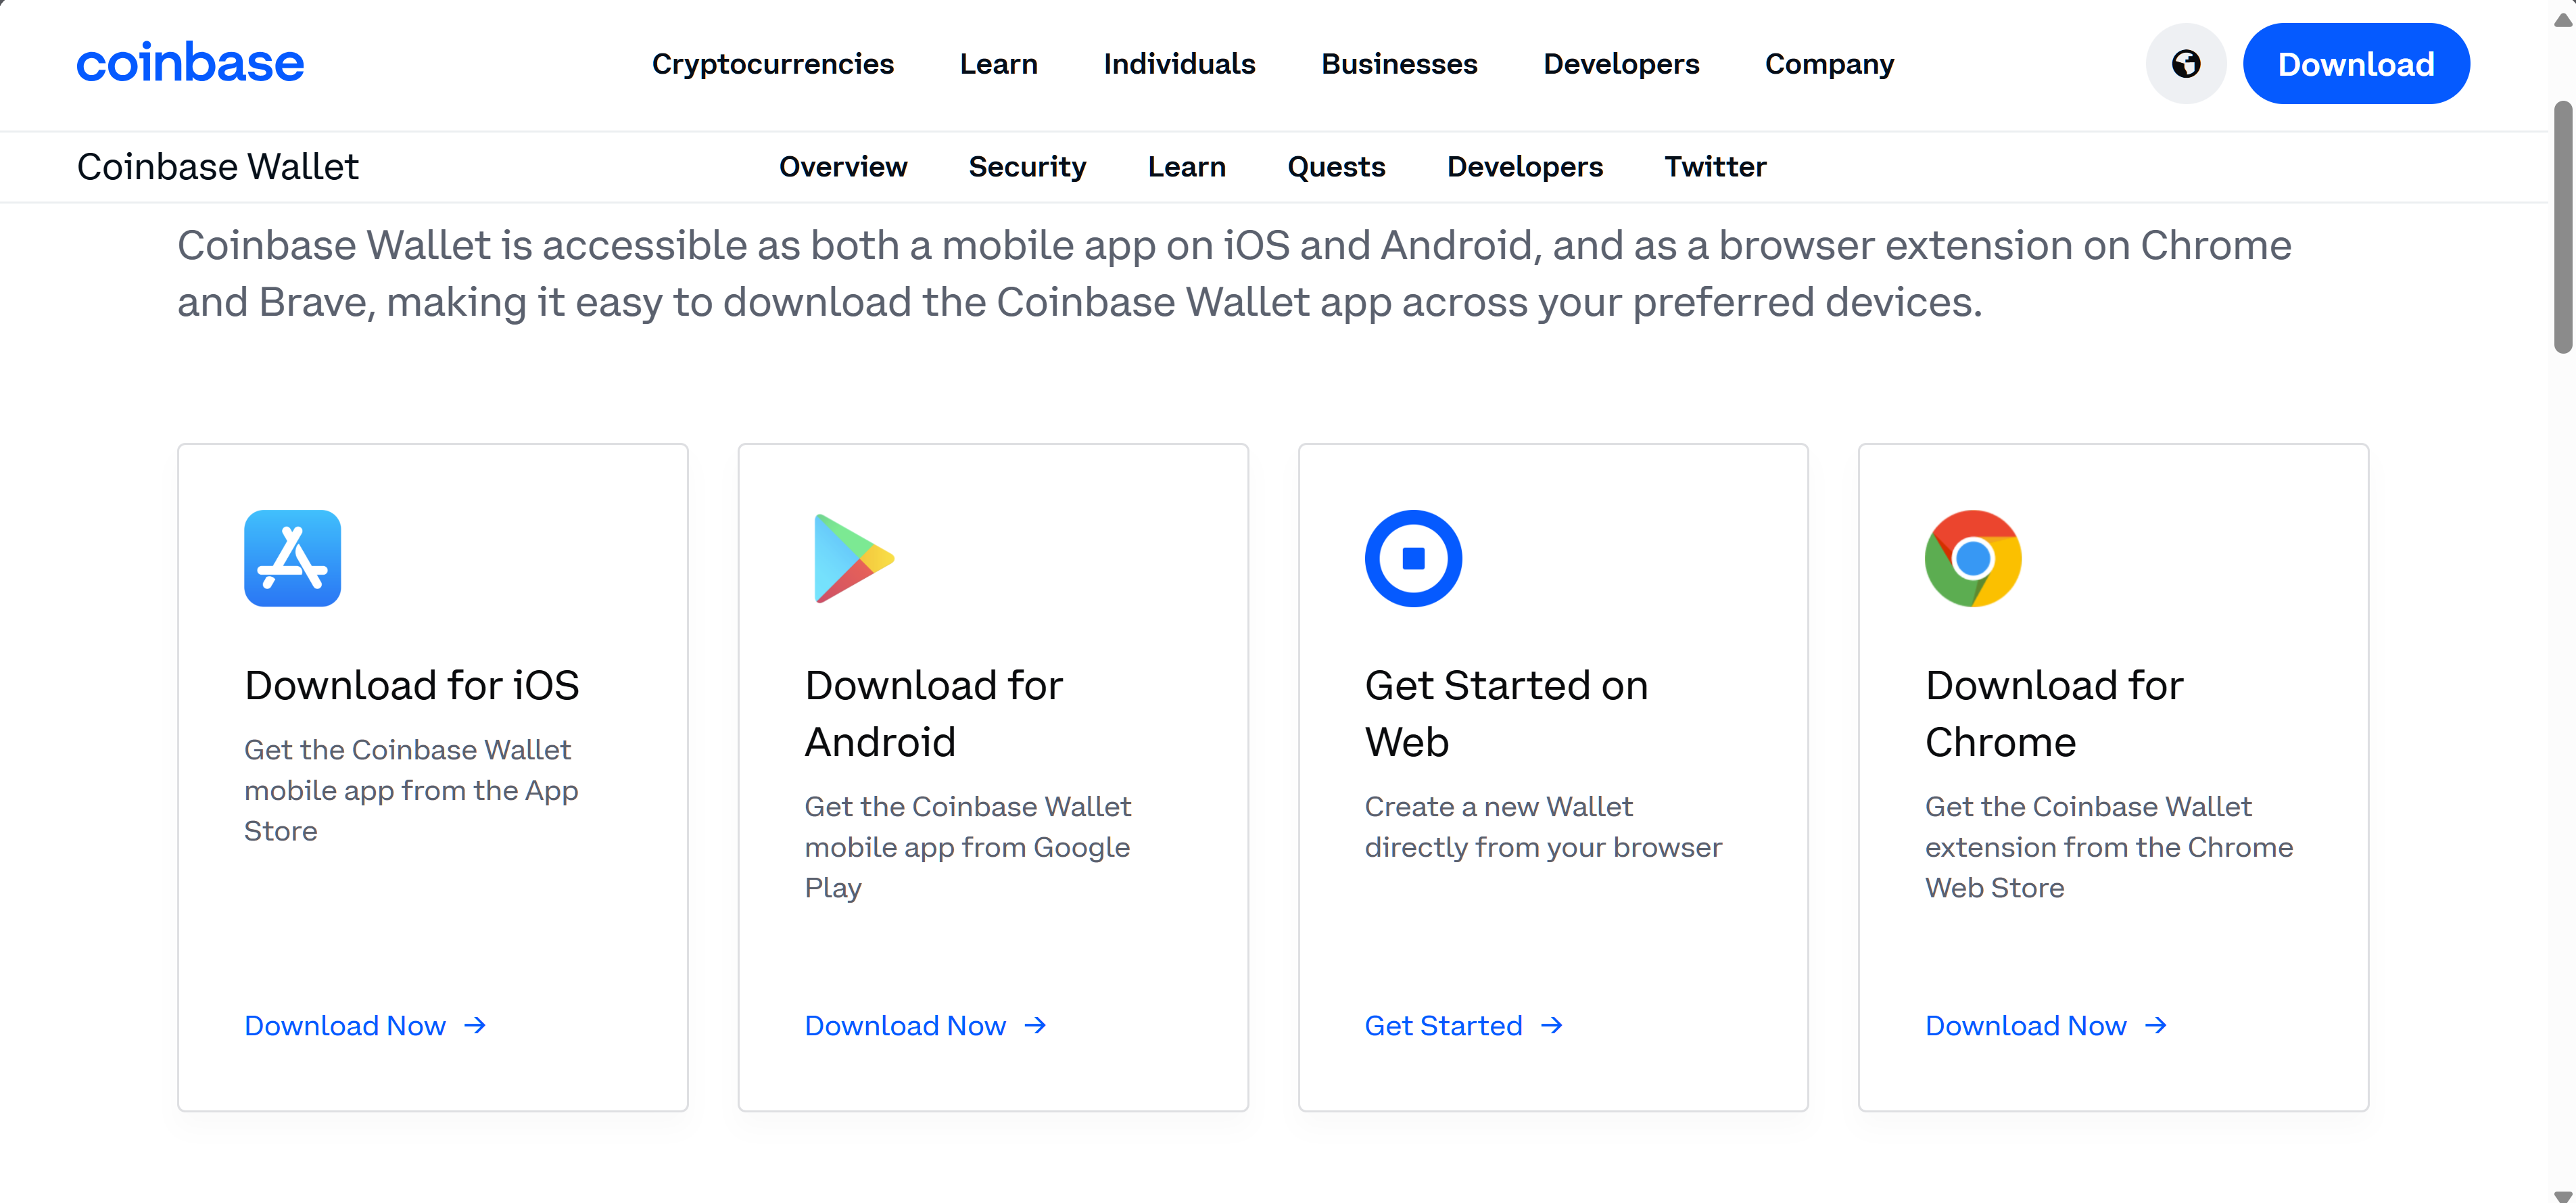 coinbase
Cryptocurrencies Learn Individuals Businesses Developers Company
Download
Coinbase Wallet
Overview Security Learn Quests Developers Twitter
Coinbase Wallet is accessible as both a mobile app on iOS and Android, and as a browser extension on Chrome
and Brave, making it easy to download the Coinbase Wallet app across your preferred devices.
Download for iOS
Get the Coinbase Wallet
mobile app from the App
Store
Download Now →
Download for
Android
Get the Coinbase Wallet
mobile app from Google
Play
Download Now →
Get Started on
Web
Create a new Wallet
directly from your browser
Get Started →
Download for
Chrome
Get the Coinbase Wallet
extension from the Chrome
Web Store
Download Now →